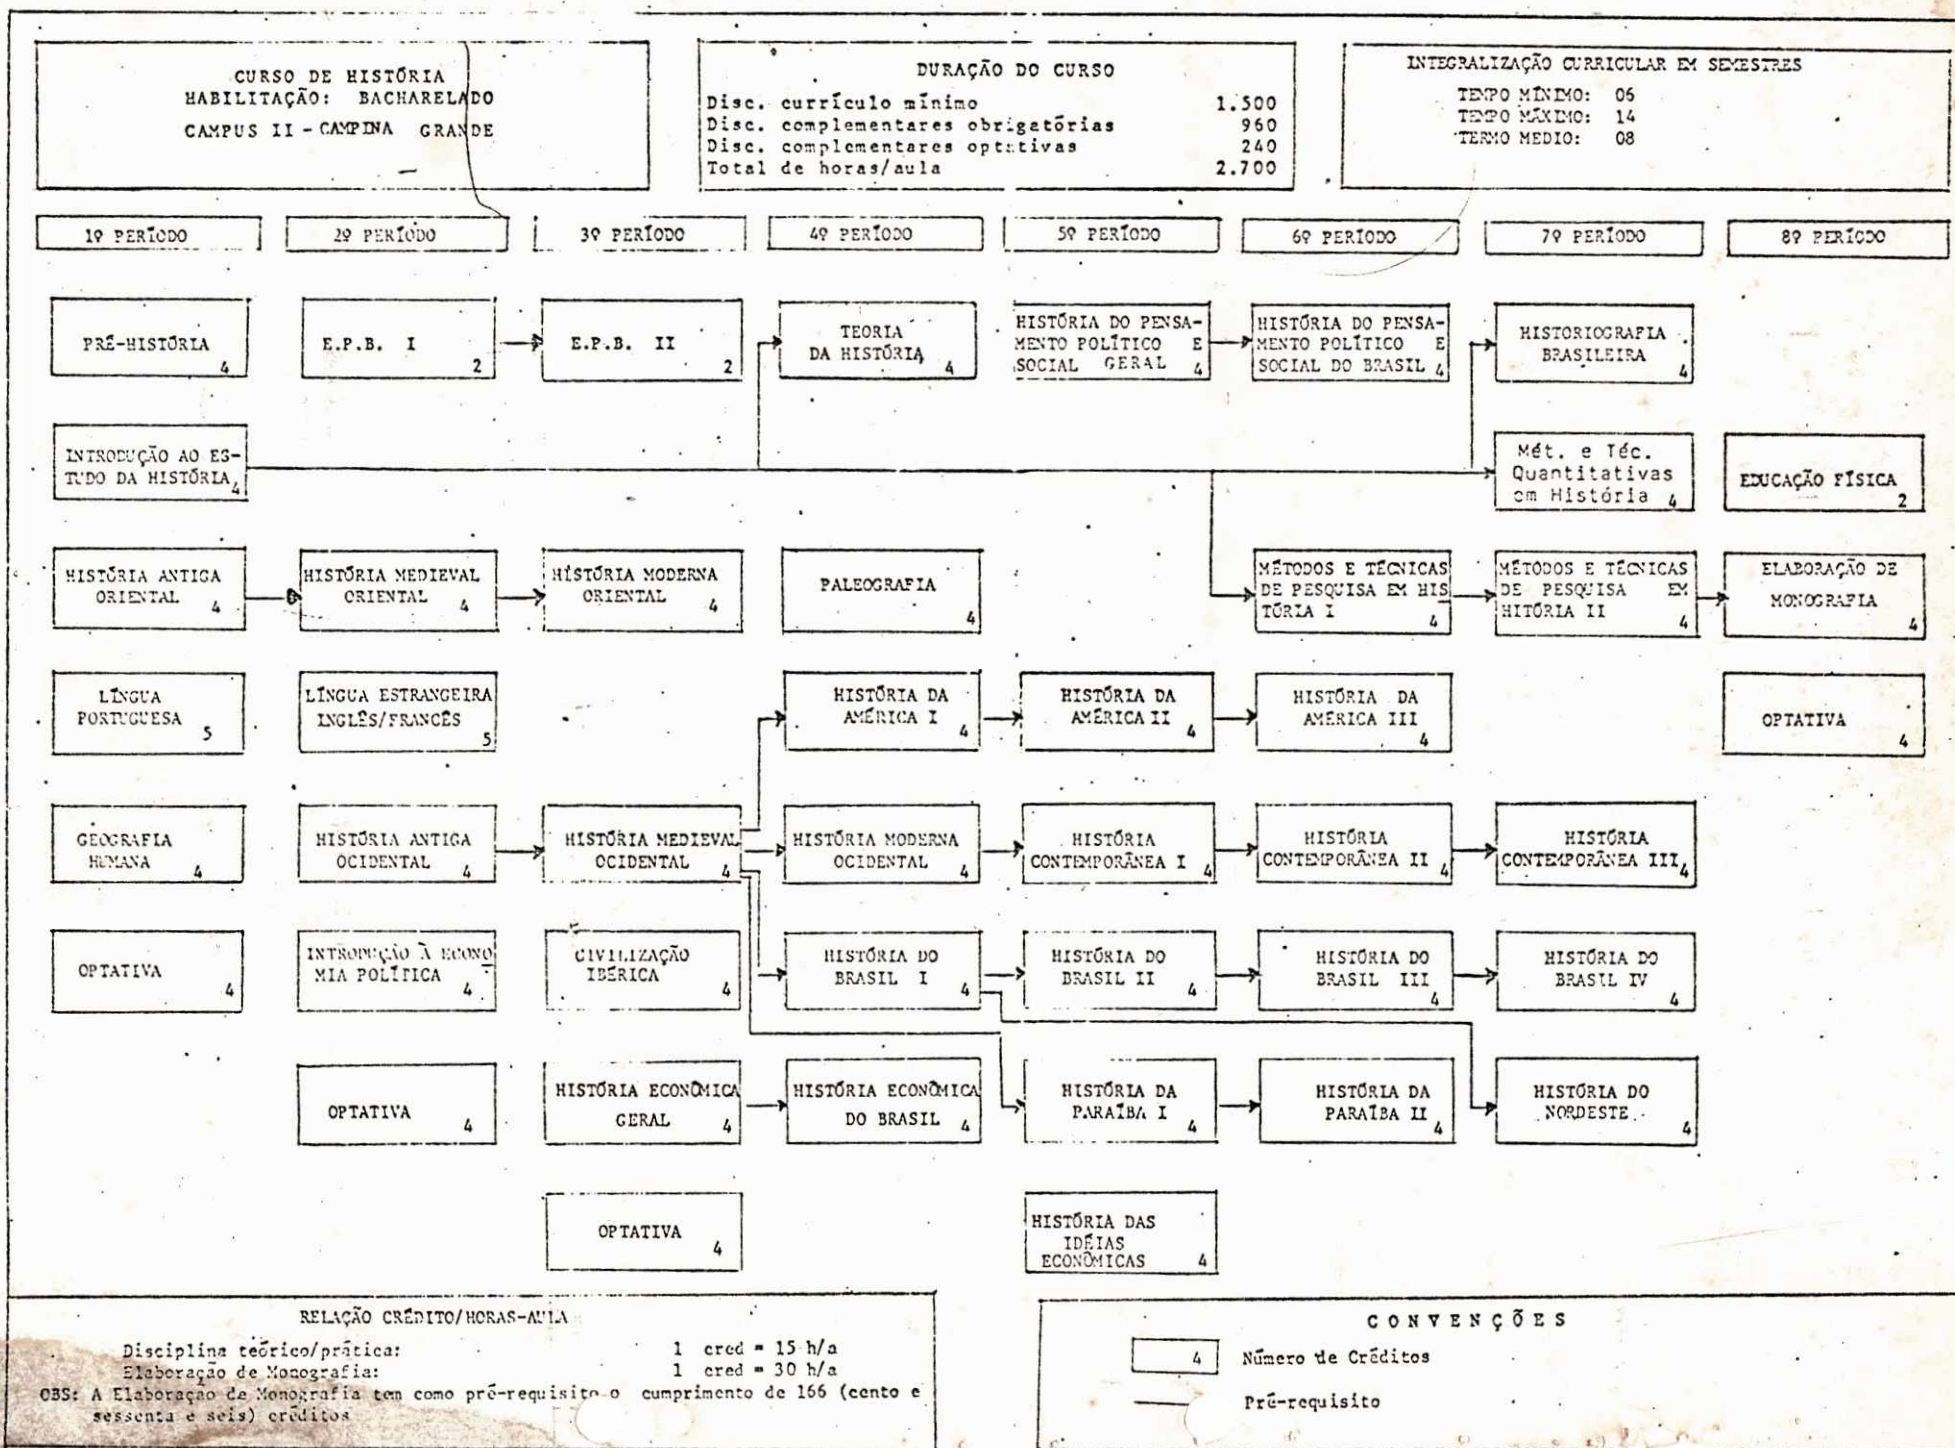 CURSO DE HISTÓRIA
HABILITAÇÃO: BACHARELADO
CAMPUS II - CAMPINA GRANDE
DURAÇÃO DO CURSO
Disc. currículo mínimo 1.500
Disc. complementares obrigatórias 960
Disc. complementares optativas 240
Total de horas/aula 2.700
INTEGRALIZAÇÃO CURRICULAR EM SEMESTRES
TEMPO MÍNIMO: 06
TEMPO MÁXIMO: 14
TERMO MEDIO: 08
1º PERÍODO
2º PERÍODO
3º PERÍODO
4º PERÍODO
5º PERÍODO
6º PERÍODO
7º PERÍODO
8º PERÍODO
PRÉ-HISTÓRIA
4
E.P.B. I
2
E.P.B. II
2
TEORIA
DA HISTÓRIA
4
HISTÓRIA DO PENSA-
MENTO POLÍTICO E
SOCIAL GERAL 4
HISTÓRIA DO PENSA-
MENTO POLÍTICO E
SOCIAL DO BRASIL 4
HISTORIOGRAFIA
BRASILEIRA
4
INTRODUÇÃO AO ES-
TUDO DA HISTÓRIA
4
Mét. e Téc.
Quantitativas
em História 4
EDUCAÇÃO FÍSICA
2
HISTÓRIA ANTIGA
ORIENTAL 4
HISTÓRIA MEDIEVAL
ORIENTAL 4
HISTÓRIA MODERNA
ORIENTAL 4
PALEOGRAFIA
4
MÉTODOS E TÉCNICAS
DE PESQUISA EM HIS
TÓRIA I 4
MÉTODOS E TÉCNICAS
DE PESQUISA EM
HITÓRIA II 4
ELABORAÇÃO DE
MONOGRAFIA
4
LÍNGUA
PORTUGUESA 5
LÍNGUA ESTRANGEIRA
INGLÊS/FRANCÊS
5
HISTÓRIA DA
AMÉRICA I 4
HISTÓRIA DA
AMÉRICA II 4
HISTÓRIA DA
AMÉRICA III
4
OPTATIVA
4
GEOGRAFIA
HUMANA 4
HISTÓRIA ANTIGA
OCIDENTAL 4
HISTÓRIA MEDIEVAL
OCIDENTAL 4
HISTÓRIA MODERNA
OCIDENTAL 4
HISTÓRIA
CONTEMPORÂNEA I 4
HISTÓRIA
CONTEMPORÂNEA II 4
HISTÓRIA
CONTEMPORÂNEA III 4
OPTATIVA
4
INTRODUÇÃO À ECONO
MIA POLÍTICA 4
CIVILIZAÇÃO
IBÉRICA 4
HISTÓRIA DO
BRASIL I 4
HISTÓRIA DO
BRASIL II 4
HISTÓRIA DO
BRASIL III
4
HISTÓRIA DO
BRASIL IV
4
OPTATIVA
4
HISTÓRIA ECONÔMICA
GERAL 4
HISTÓRIA ECONÔMICA
DO BRASIL 4
HISTÓRIA DA
PARAÍBA I 4
HISTÓRIA DA
PARAÍBA II 4
HISTÓRIA DO
NORDESTE
4
OPTATIVA
4
HISTÓRIA DAS
IDÉIAS
ECONÔMICAS 4
RELAÇÃO CRÉDITO/HORAS-AULA
Disciplina teórico/prática: 1 cred = 15 h/a
Elaboração de Monografia: 1 cred = 30 h/a
OBS: A Elaboração de Monografia tem como pré-requisito o cumprimento de 166 (cento e
sessenta e seis) créditos
CONVENÇÕES
4 Número de Créditos
Pré-requisito